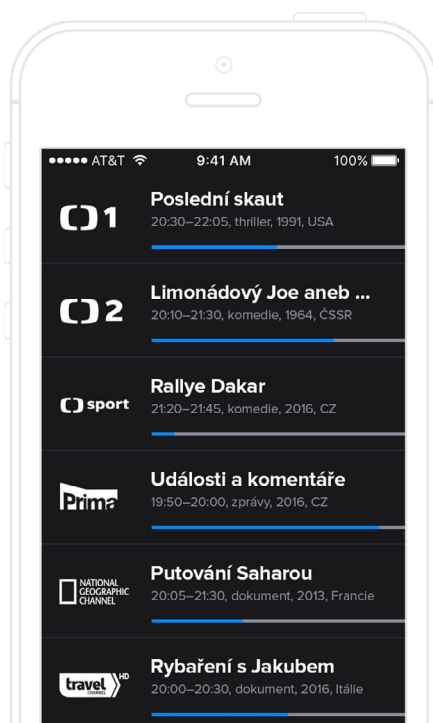 AT&T 9:41 AM 100%
1
Poslední skaut
20:30–22:05, thriller, 1991, USA
2
Limonádový Joe aneb ...
20:10–21:30, komedie, 1964, ČSSR
sport
Rallye Dakar
21:20–21:45, komedie, 2016, CZ
Prima
Události a komentáře
19:50–20:00, zprávy, 2016, CZ
NATIONAL
GEOGRAPHIC
CHANNEL
Putování Saharou
20:05–21:30, dokument, 2013, Francie
travel HD
CHANNEL
Rybaření s Jakubem
20:00–20:30, dokument, 2016, Itálie